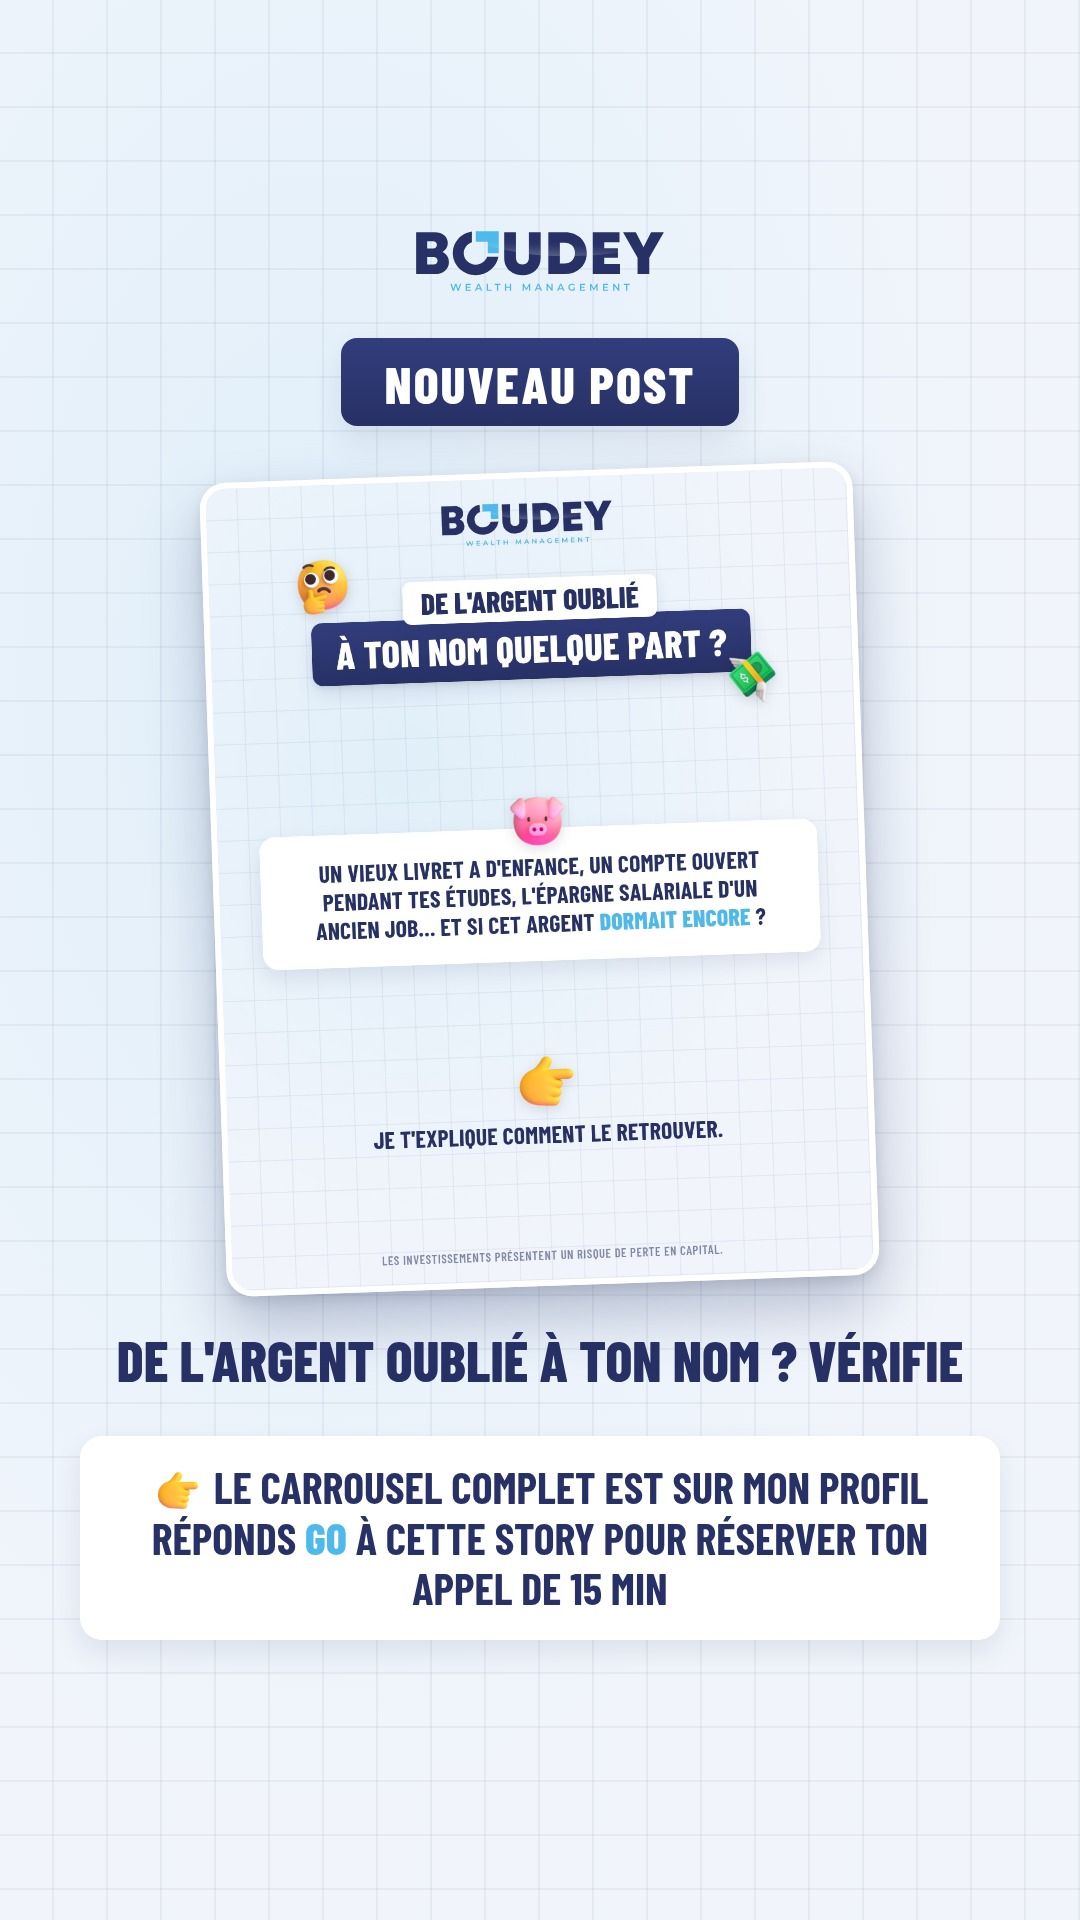 BOUDEY
WEALTH MANAGEMENT
NOUVEAU POST
BOUDEY
WEALTH MANAGEMENT
DE L'ARGENT OUBLIÉ
À TON NOM QUELQUE PART ?
UN VIEUX LIVRET A D'ENFANCE, UN COMPTE OUVERT
PENDANT TES ÉTUDES, L'ÉPARGNE SALARIALE D'UN
ANCIEN JOB... ET SI CET ARGENT DORMAIT ENCORE ?
JE T'EXPLIQUE COMMENT LE RETROUVER.
LES INVESTISSEMENTS PRÉSENTENT UN RISQUE DE PERTE EN CAPITAL.
DE L'ARGENT OUBLIÉ À TON NOM ? VÉRIFIE
👉 LE CARROUSEL COMPLET EST SUR MON PROFIL
RÉPONDS GO À CETTE STORY POUR RÉSERVER TON
APPEL DE 15 MIN